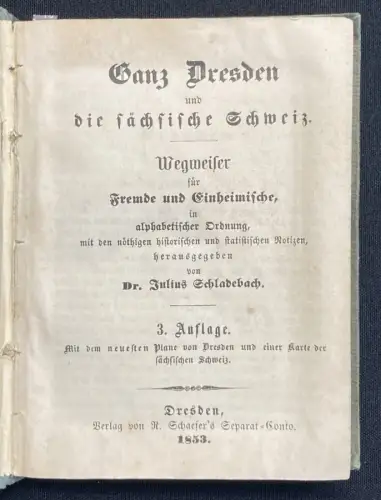 Ganz Dresden
und
die sächsische Schweiz.
Wegweiser
für
Fremde und Einheimische,
in
alphabetischer Ordnung,
mit den nöthigen historischen und statistischen Notizen,
herausgegeben
von
Dr. Julius Schladebach.
3. Auflage.
Mit dem neuesten Plane von Dresden und einer Karte der
sächsischen Schweiz.
Dresden,
Verlag von R. Schaefer's Separat-Conto.
1853.